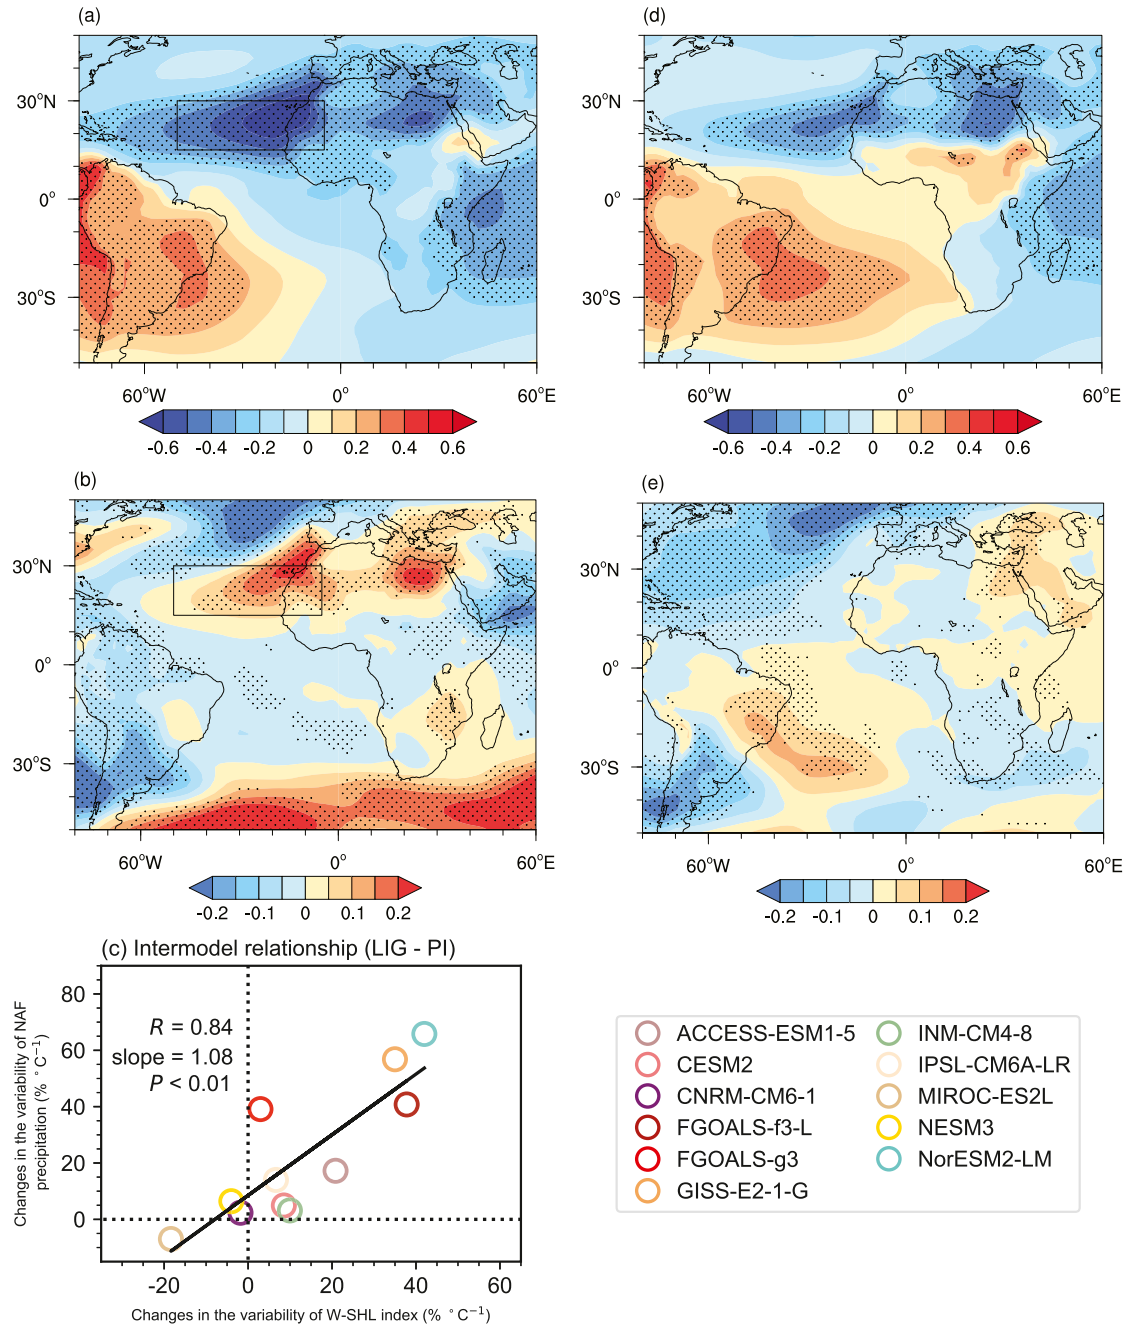 (a)
30°N
0°
30°S
60°W
0°
60°E
-0.6
-0.4
-0.2
0
0.2
0.4
0.6
(d)
30°N
0°
30°S
60°W
0°
60°E
-0.6
-0.4
-0.2
0
0.2
0.4
0.6
(b)
30°N
0°
30°S
60°W
0°
60°E
-0.2
-0.1
0
0.1
0.2
(e)
30°N
0°
30°S
60°W
0°
60°E
-0.2
-0.1
0
0.1
0.2
(c) Intermodel relationship (LIG - PI)
Changes in the variability of NAF
precipitation (% °C⁻¹)
80
60
40
20
0
R = 0.84
slope = 1.08
P < 0.01
-20
0
20
40
60
Changes in the variability of W-SHL index (% °C⁻¹)
ACCESS-ESM1-5
CESM2
CNRM-CM6-1
FGOALS-f3-L
FGOALS-g3
GISS-E2-1-G
INM-CM4-8
IPSL-CM6A-LR
MIROC-ES2L
NESM3
NorESM2-LM